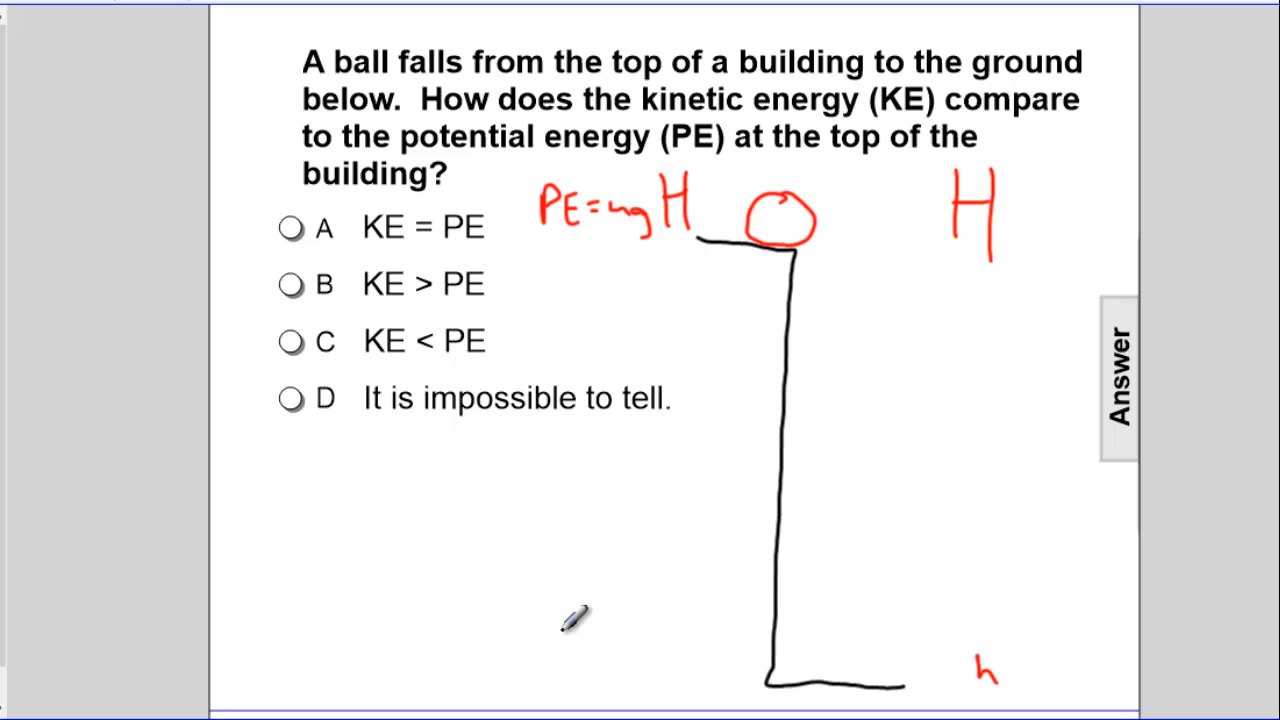 A ball falls from the top of a building to the ground
below. How does the kinetic energy (KE) compare
to the potential energy (PE) at the top of the
building?
PE=mgH
H
A KE = PE
B KE > PE
C KE < PE
D It is impossible to tell.
Answer
h